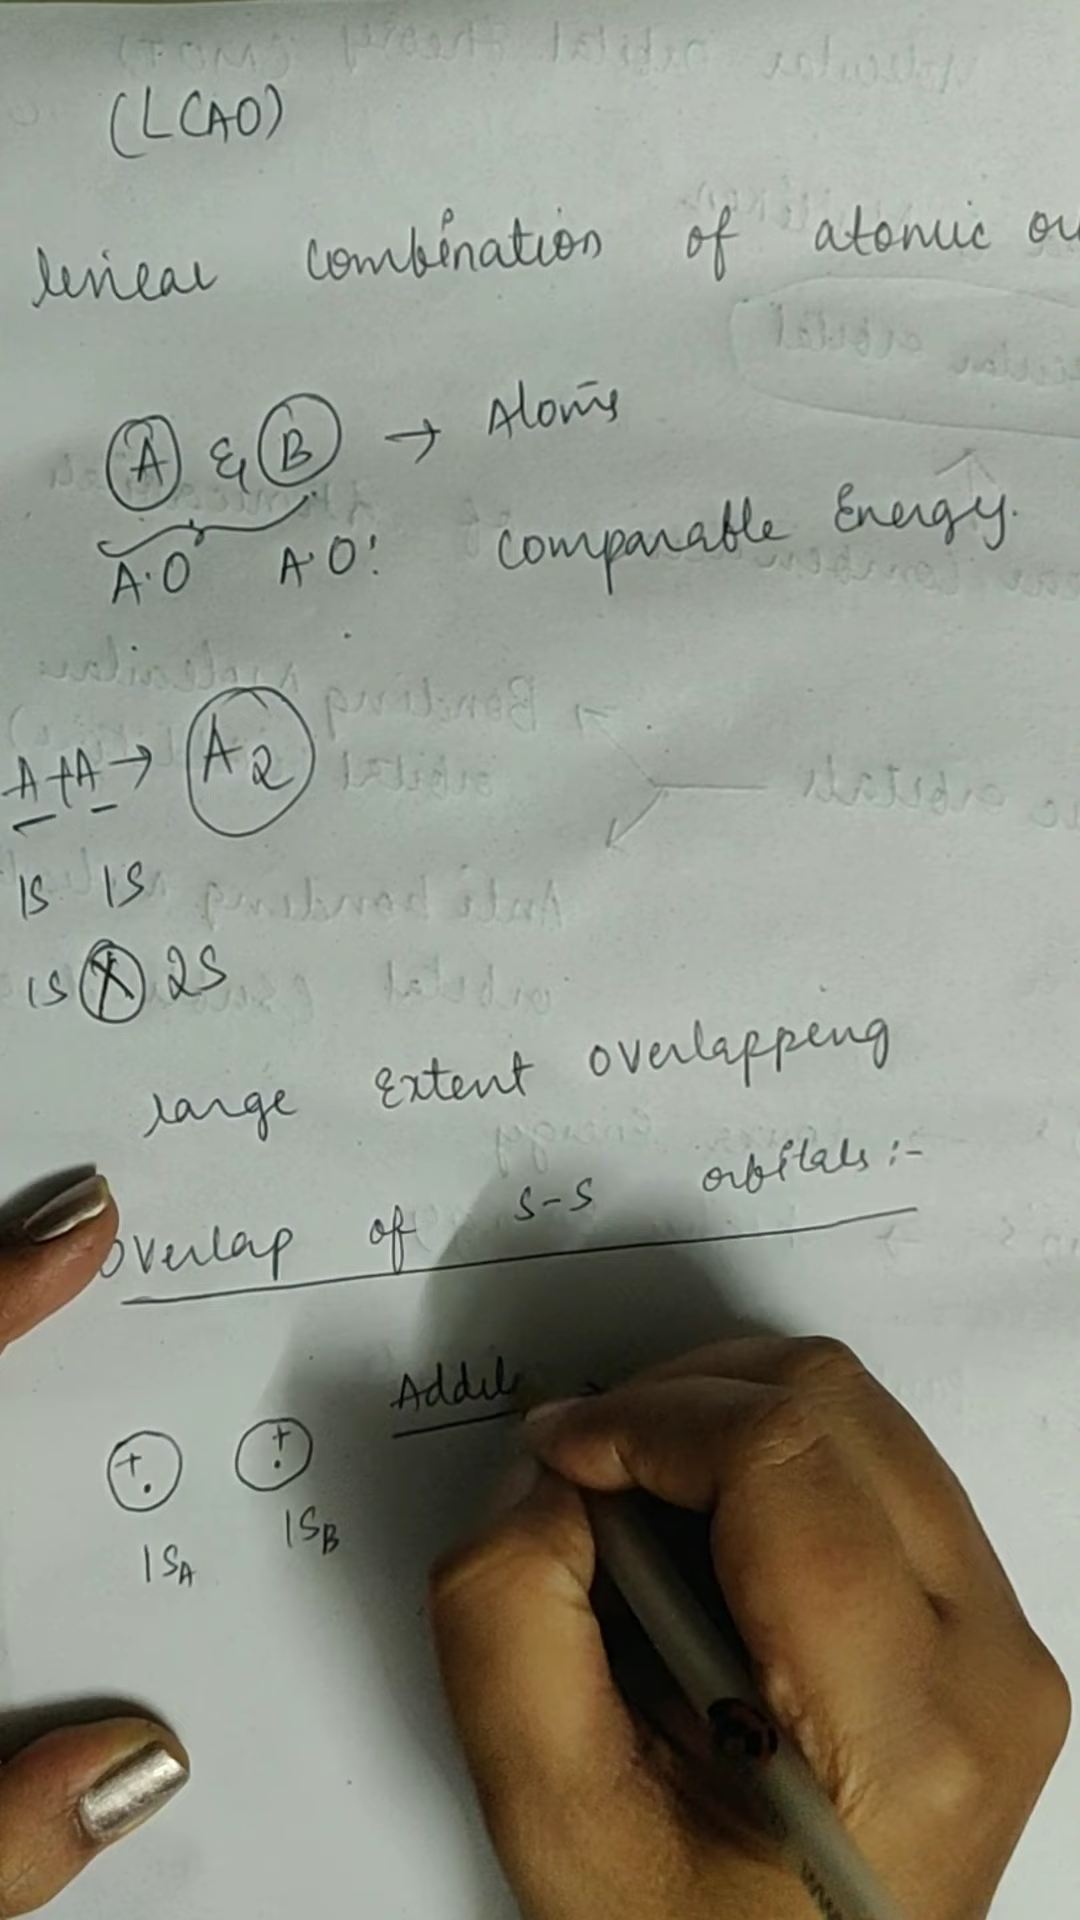 (LCAO)
linear combination of atomic
A & B → Atoms
A.O A.O! comparable Energy.
A+A → A2
1S 1S
1S X 2S
large Extent overlapping
overlap of S-S orbitals :-
+. +. 
1SA 1SB